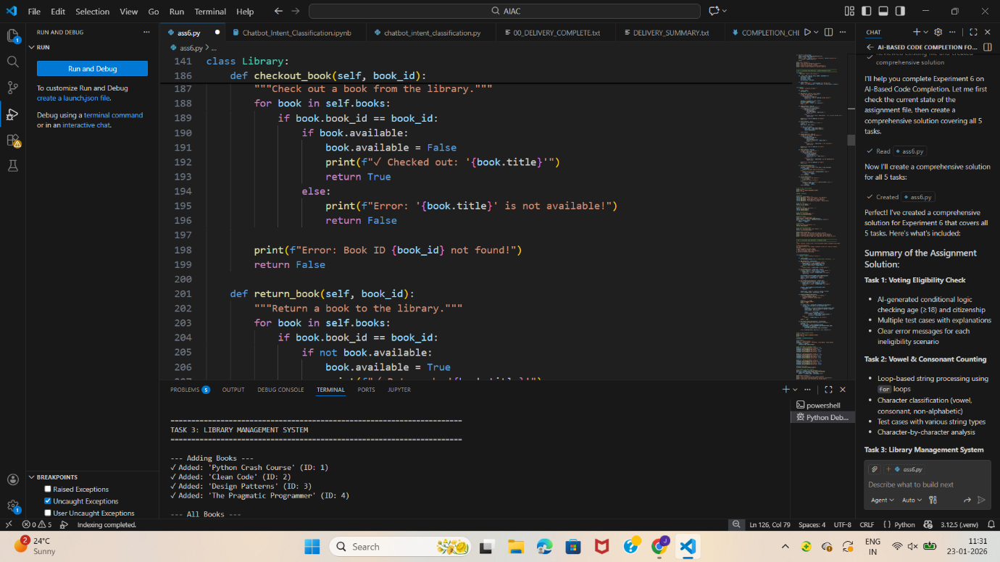 File Edit Selection View Go Run Terminal Help
AIAC
RUN AND DEBUG
RUN
Run and Debug
To customize Run and Debug
create a launch.json file.
Debug using a terminal command
or in an interactive chat.
BREAKPOINTS
Raised Exceptions
Uncaught Exceptions
User Uncaught Exceptions
ass6.py
Chatbot_Intent_Classification.ipynb
chatbot_intent_classification.py
00_DELIVERY_COMPLETE.txt
DELIVERY_SUMMARY.txt
COMPLETION_CHE
ass6.py > ...
141 class Library:
186 def checkout_book(self, book_id):
187 """Check out a book from the library."""
188 for book in self.books:
189 if book.book_id == book_id:
190 if book.available:
191 book.available = False
192 print(f"✓ Checked out: '{book.title}'")
193 return True
194 else:
195 print(f"Error: '{book.title}' is not available!")
196 return False
197
198 print(f"Error: Book ID {book_id} not found!")
199 return False
200
201 def return_book(self, book_id):
202 """Return a book to the library."""
203 for book in self.books:
204 if book.book_id == book_id:
205 if not book.available:
206 book.available = True
PROBLEMS 5 OUTPUT DEBUG CONSOLE TERMINAL PORTS JUPYTER
======================================================================
TASK 3: LIBRARY MANAGEMENT SYSTEM
======================================================================
--- Adding Books ---
✓ Added: 'Python Crash Course' (ID: 1)
✓ Added: 'Clean Code' (ID: 2)
✓ Added: 'Design Patterns' (ID: 3)
✓ Added: 'The Pragmatic Programmer' (ID: 4)
--- All Books ---
powershell
Python Deb...
CHAT
AI-BASED CODE COMPLETION FO...
Reviewed existing file and created
comprehensive solution
I'll help you complete Experiment 6 on
AI-Based Code Completion. Let me first
check the current state of the
assignment file, then create a
comprehensive solution covering all 5
tasks.
Read ass6.py
Now I'll create a comprehensive solution
for all 5 tasks:
Created ass6.py
Perfect! I've created a comprehensive
solution for Experiment 6 that covers all
5 tasks. Here's what's included:
Summary of the Assignment
Solution:
Task 1: Voting Eligibility Check
• AI-generated conditional logic
checking age (≥18) and citizenship
• Multiple test cases with explanations
• Clear error messages for each
ineligibility scenario
Task 2: Vowel & Consonant Counting
• Loop-based string processing using
for loops
• Character classification (vowel,
consonant, non-alphabetic)
• Test cases with various string types
• Character-by-character analysis
Task 3: Library Management System
+ ass6.py
Describe what to build next
Agent Auto
0 5 Indexing completed.
Ln 126, Col 79 Spaces: 4 UTF-8 CRLF { } Python 3.12.5 (.venv)
2
24°C
Sunny
Search
ENG
IN
11:31
23-01-2026